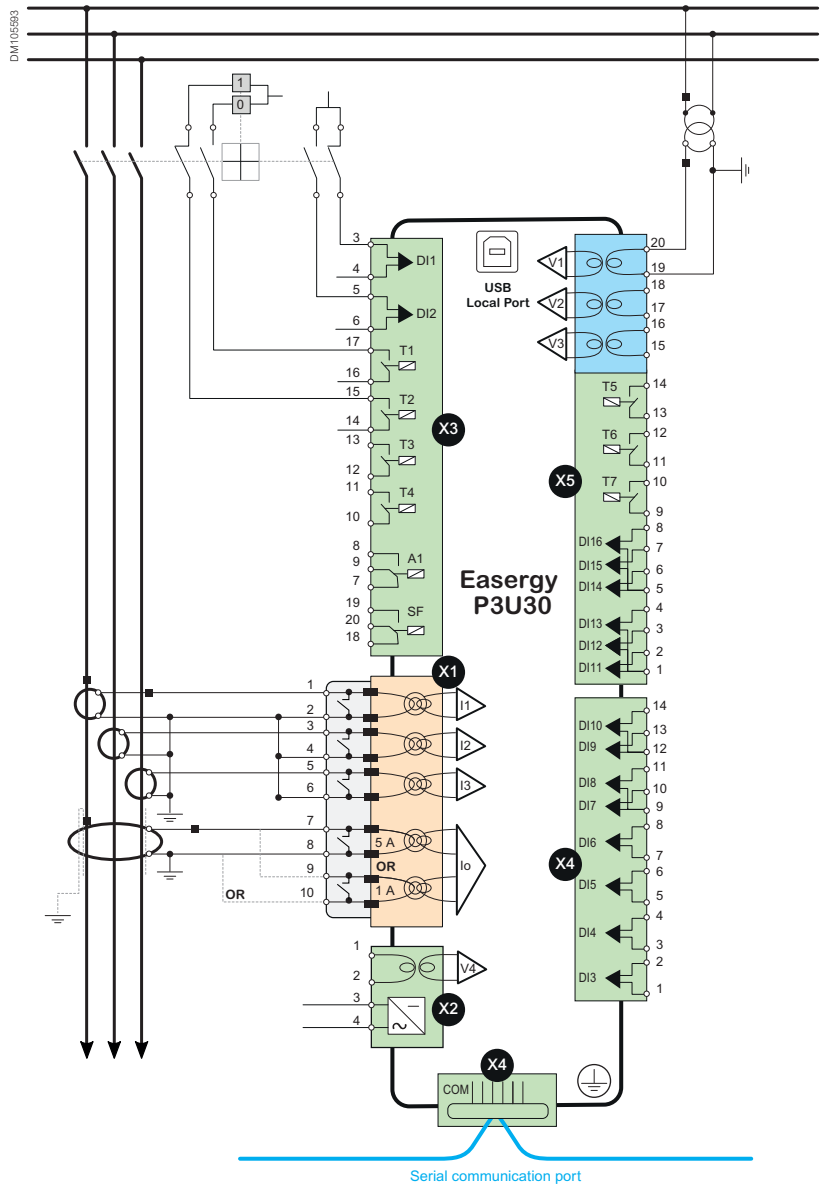 DM105593
1
0
3
4
DI1
5
6
DI2
17
T1
16
15
T2
14
13
T3
12
11
T4
10
8
9
A1
7
19
SF
20
18
X3
USB
Local Port
Easergy
P3U30
V1
20
19
V2
18
17
V3
16
15
T5
14
13
T6
12
11
T7
10
9
X5
DI16
8
7
DI15
6
DI14
5
DI13
4
3
DI12
2
DI11
1
X1
1
I1
2
3
I2
4
5
I3
6
7
5 A
8
OR
Io
9
1 A
10
OR
DI10
14
13
DI9
12
11
DI8
10
DI7
9
8
DI6
7
X4
6
DI5
5
4
DI4
3
2
DI3
1
1
V4
2
3
X2
4
X4
COM
Serial communication port